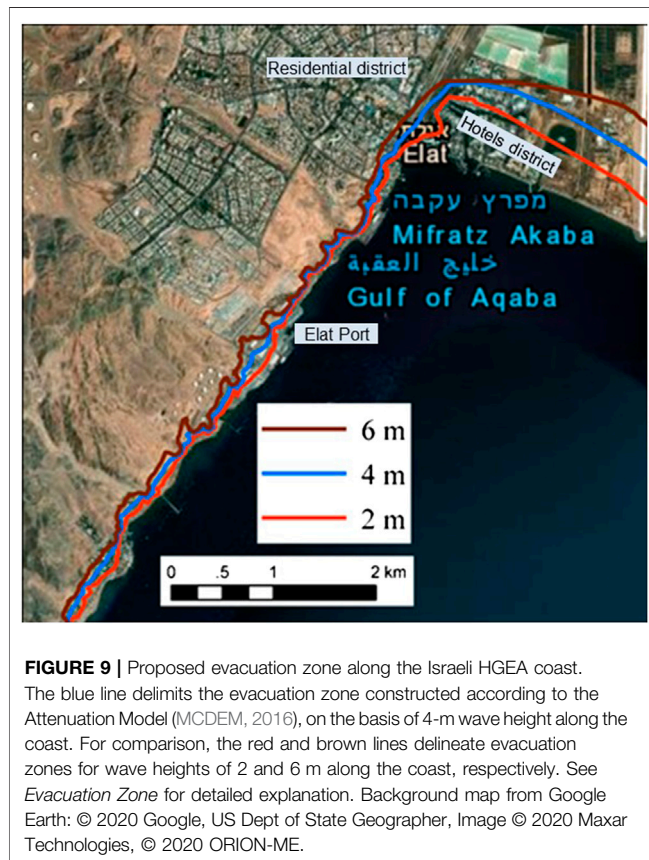 Residential district
Hotels district
Elat
מפרץ עקבה
Mifratz Akaba
خليج العقبة
Gulf of Aqaba
Elat Port
6 m
4 m
2 m
0 .5 1 2 km
FIGURE 9 | Proposed evacuation zone along the Israeli HGEA coast.
The blue line delimits the evacuation zone constructed according to the
Attenuation Model (MCDEM, 2016), on the basis of 4-m wave height along the
coast. For comparison, the red and brown lines delineate evacuation
zones for wave heights of 2 and 6 m along the coast, respectively. See
Evacuation Zone for detailed explanation. Background map from Google
Earth: © 2020 Google, US Dept of State Geographer, Image © 2020 Maxar
Technologies, © 2020 ORION-ME.